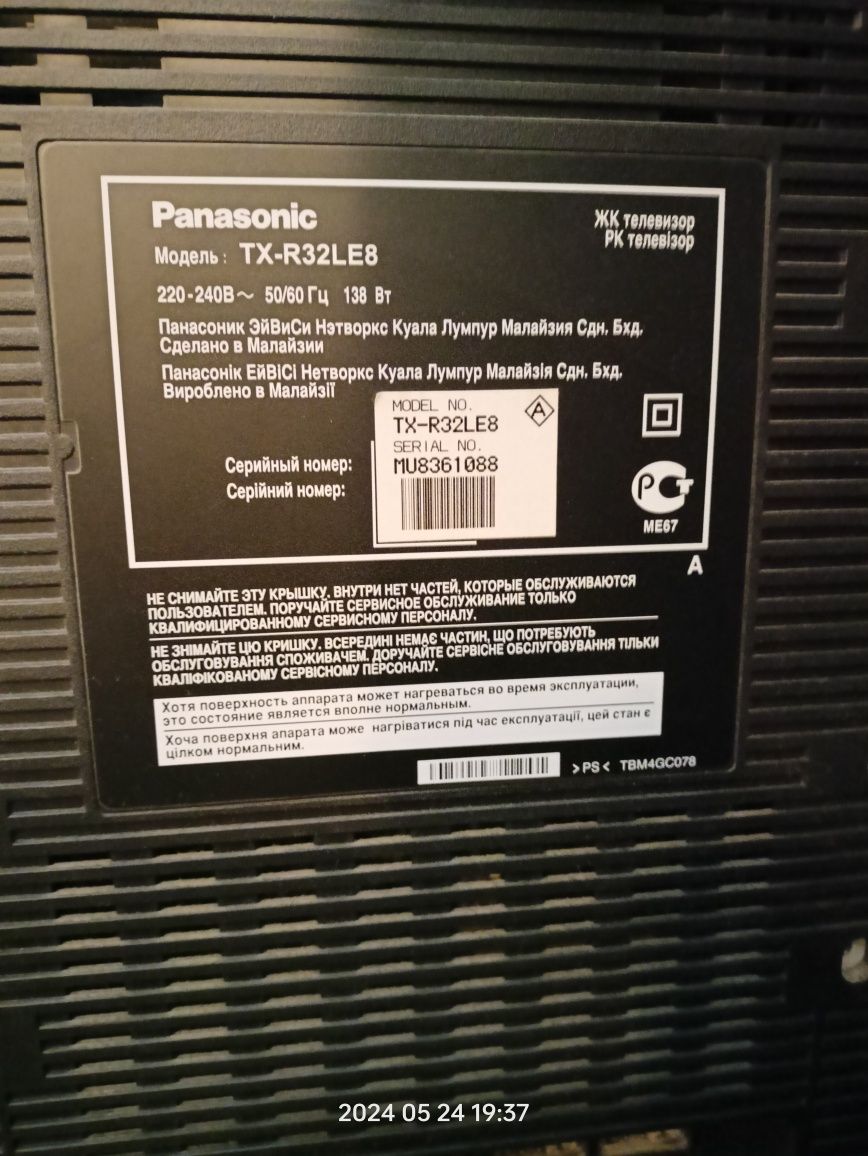 Panasonic
ЖК телевизор
РК телевізор
Модель: TX-R32LE8
220-240В~ 50/60 Гц 138 Вт
Панасоник ЭйВиСи Нэтворкс Куала Лумпур Малайзия Сдн. Бхд.
Сделано в Малайзии
Панасонік ЕйВіСі Нетворкс Куала Лумпур Малайзія Сдн. Бхд.
Вироблено в Малайзії
MODEL NO.
A
TX-R32LE8
SERIAL NO.
MU8361088
Серийный номер:
Серійний номер:
РСТ
ME67
A
НЕ СНИМАЙТЕ ЭТУ КРЫШКУ. ВНУТРИ НЕТ ЧАСТЕЙ, КОТОРЫЕ ОБСЛУЖИВАЮТСЯ
ПОЛЬЗОВАТЕЛЕМ. ПОРУЧАЙТЕ СЕРВИСНОЕ ОБСЛУЖИВАНИЕ ТОЛЬКО
КВАЛИФИЦИРОВАННОМУ СЕРВИСНОМУ ПЕРСОНАЛУ.
НЕ ЗНІМАЙТЕ ЦЮ КРИШКУ. ВСЕРЕДИНІ НЕМАЄ ЧАСТИН, ЩО ПОТРЕБУЮТЬ
ОБСЛУГОВУВАННЯ СПОЖИВАЧЕМ. ДОРУЧАЙТЕ СЕРВІСНЕ ОБСЛУГОВУВАННЯ ТІЛЬКИ
КВАЛІФІКОВАНОМУ СЕРВІСНОМУ ПЕРСОНАЛУ.
Хотя поверхность аппарата может нагреваться во время эксплуатации,
это состояние является вполне нормальным.
Хоча поверхня апарата може нагріватися під час експлуатації, цей стан є
цілком нормальним.
>PS< TBM4GC078
2024 05 24 19:37